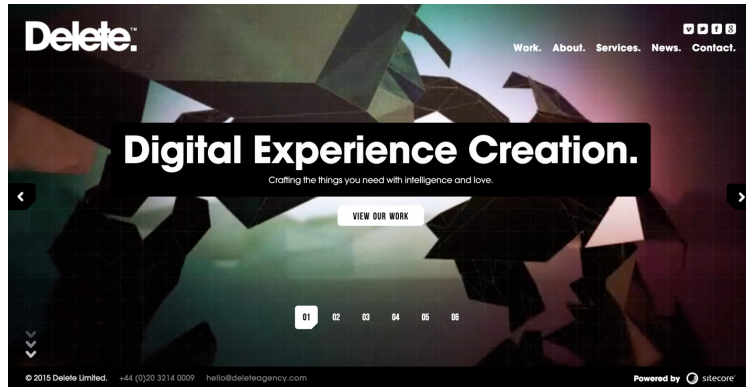 Delete.™
Work. About. Services. News. Contact.
Digital Experience Creation.
Crafting the things you need with intelligence and love.
VIEW OUR WORK
01 02 03 04 05 06
© 2015 Delete Limited. +44 (0)20 3214 0009 hello@deleteagency.com
Powered by sitecore